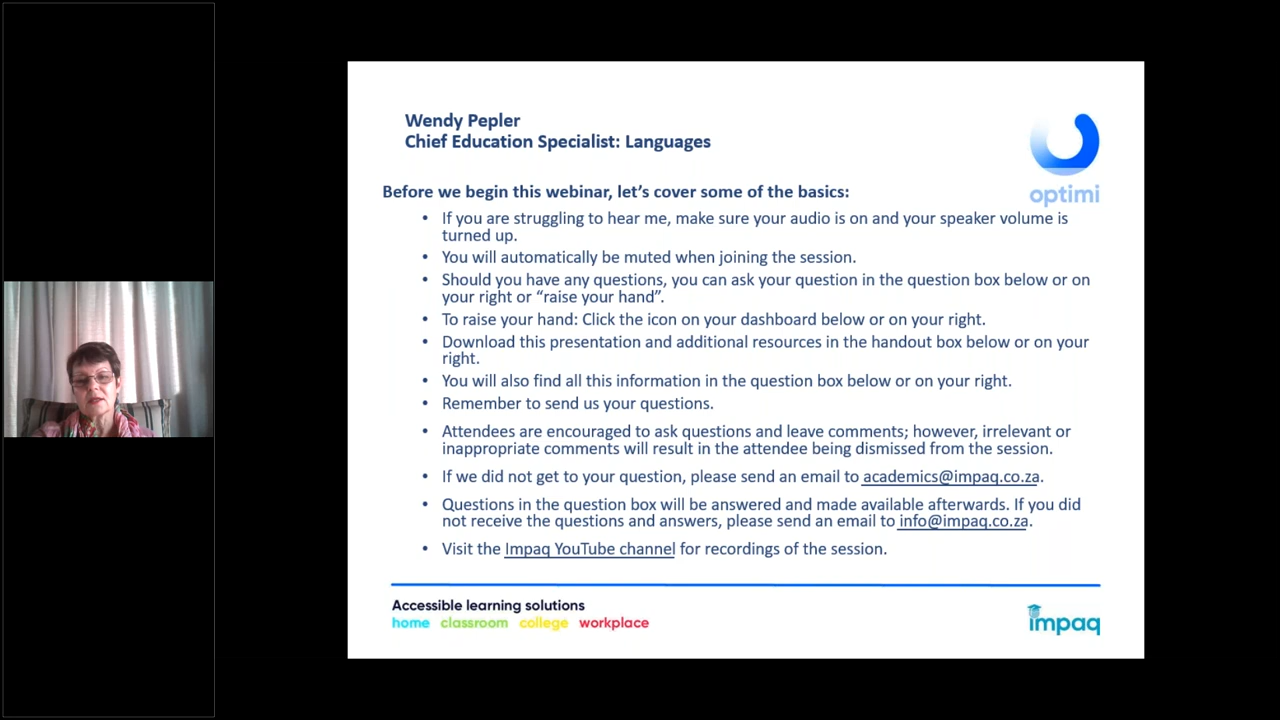 Wendy Pepler
Chief Education Specialist: Languages
optimi
Before we begin this webinar, let's cover some of the basics:
• If you are struggling to hear me, make sure your audio is on and your speaker volume is
turned up.
• You will automatically be muted when joining the session.
• Should you have any questions, you can ask your question in the question box below or on
your right or “raise your hand”.
• To raise your hand: Click the icon on your dashboard below or on your right.
• Download this presentation and additional resources in the handout box below or on your
right.
• You will also find all this information in the question box below or on your right.
• Remember to send us your questions.
• Attendees are encouraged to ask questions and leave comments; however, irrelevant or
inappropriate comments will result in the attendee being dismissed from the session.
• If we did not get to your question, please send an email to academics@impaq.co.za.
• Questions in the question box will be answered and made available afterwards. If you did
not receive the questions and answers, please send an email to info@impaq.co.za.
• Visit the Impaq YouTube channel for recordings of the session.
Accessible learning solutions
home classroom college workplace
impaq